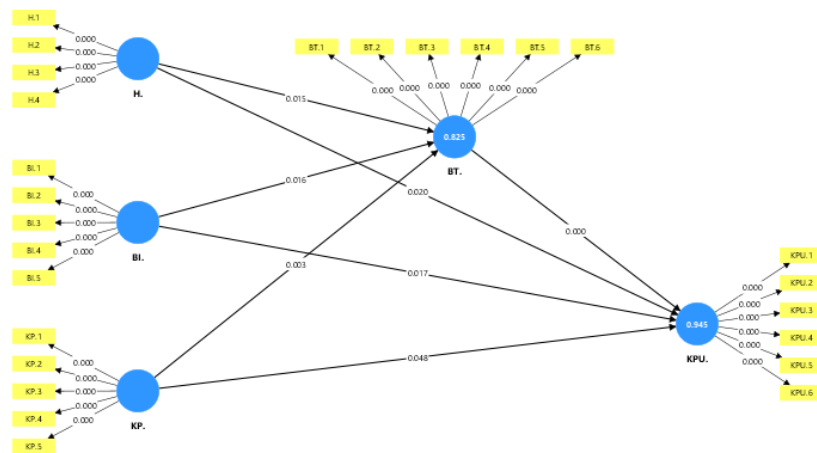 H.1
H.2
H.3
H.4
0.000
0.000
0.000
0.000
H.
BT.1
BT.2
BT.3
BT.4
BT.5
BT.6
0.000
0.000
0.000
0.000
0.000
0.000
0.825
BT.
0.015
0.016
0.020
0.003
0.000
0.017
0.048
BI.1
BI.2
BI.3
BI.4
BI.5
0.000
0.000
0.000
0.000
0.000
BI.
KP.1
KP.2
KP.3
KP.4
KP.5
0.000
0.000
0.000
0.000
0.000
KP.
0.945
KPU.
0.000
0.000
0.000
0.000
0.000
0.000
KPU.1
KPU.2
KPU.3
KPU.4
KPU.5
KPU.6